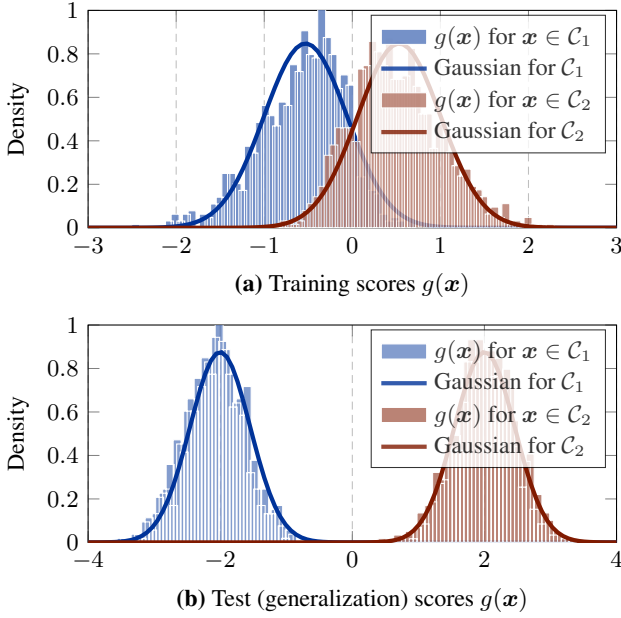 1
0.8
0.6
0.4
0.2
0
Density
g(x) for x ∈ C₁
Gaussian for C₁
g(x) for x ∈ C₂
Gaussian for C₂
−3 −2 −1 0 1 2 3
(a) Training scores g(x)
1
0.8
0.6
0.4
0.2
0
Density
g(x) for x ∈ C₁
Gaussian for C₁
g(x) for x ∈ C₂
Gaussian for C₂
−4 −2 0 2 4
(b) Test (generalization) scores g(x)